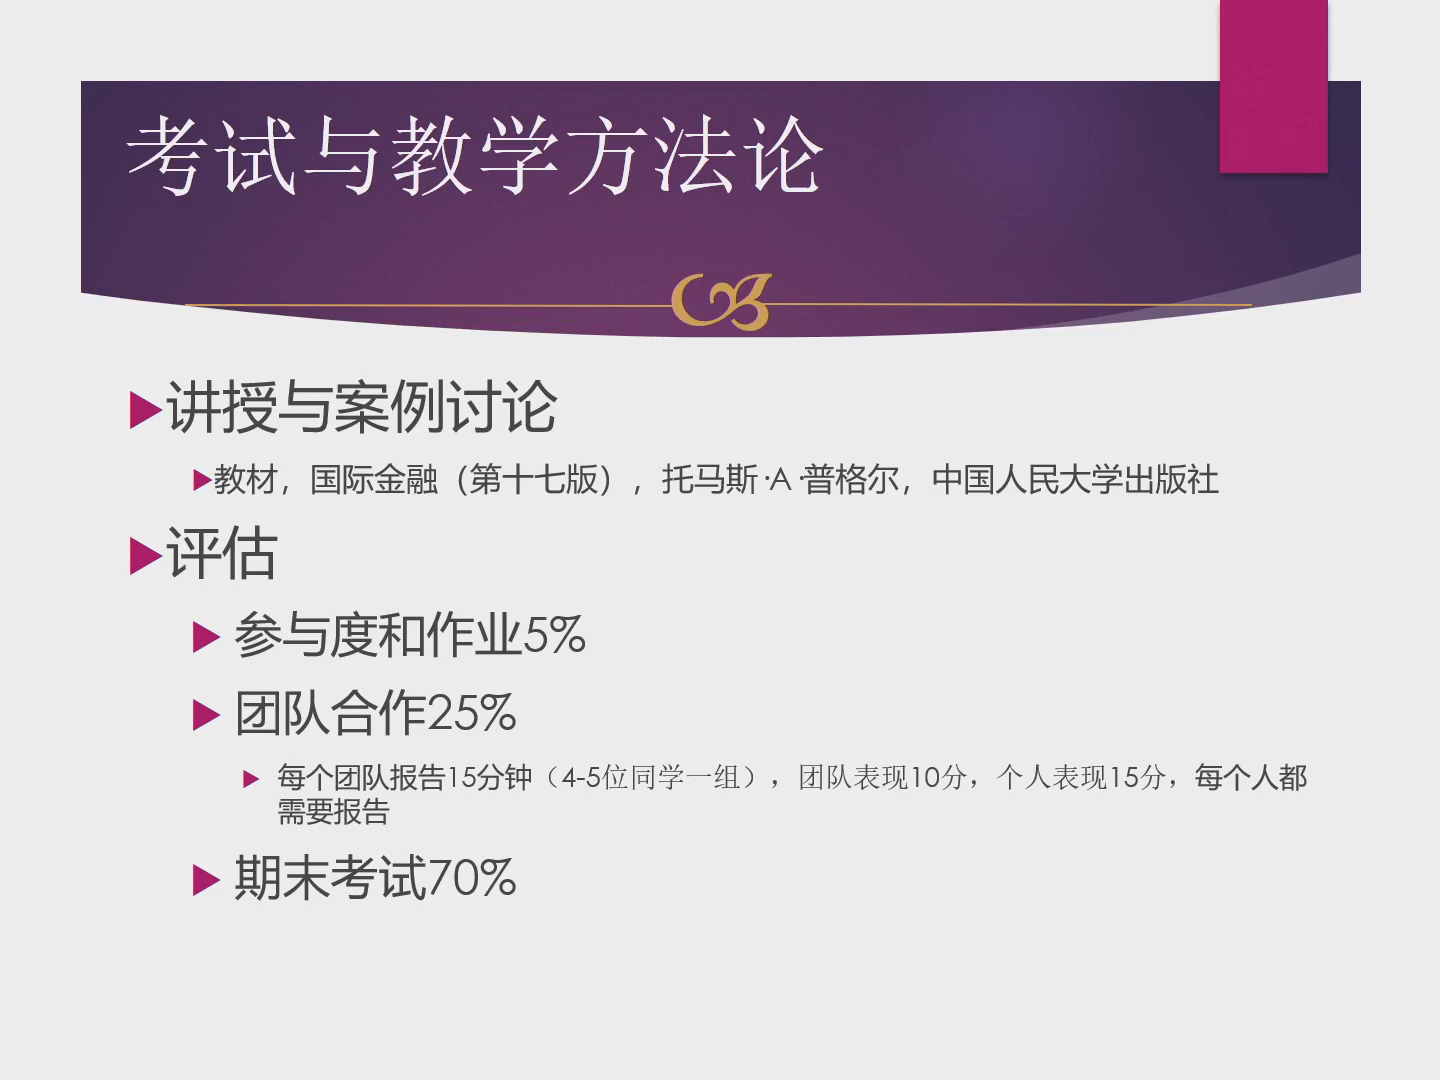 考试与教学方法论
讲授与案例讨论
教材，国际金融（第十七版），托马斯·A·普格尔，中国人民大学出版社
评估
参与度和作业5%
团队合作25%
每个团队报告15分钟（4-5位同学一组），团队表现10分，个人表现15分，每个人都
需要报告
期末考试70%